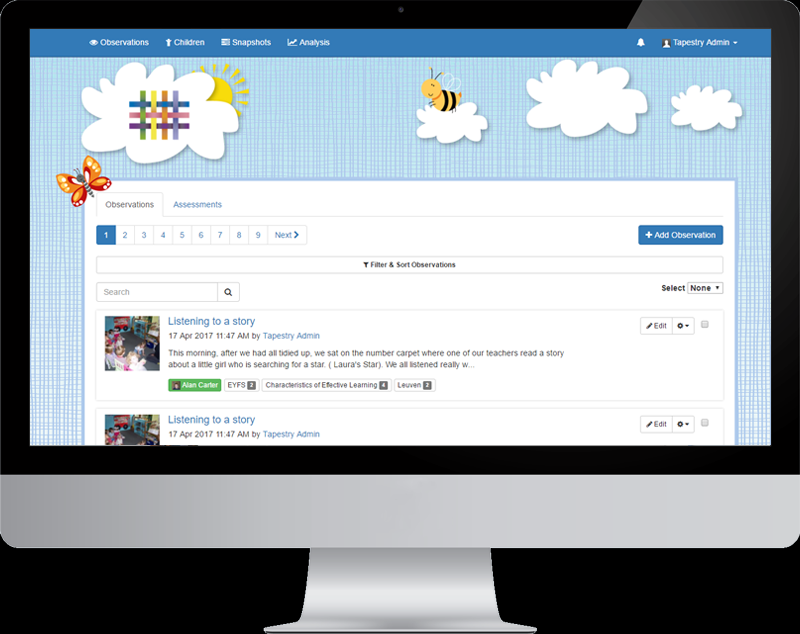 Observations Children Snapshots Analysis Tapestry Admin
Observations Assessments
1 2 3 4 5 6 7 8 9 Next
+ Add Observation
Filter & Sort Observations
Search
Select None
Listening to a story
Edit
17 Apr 2017 11:47 AM by Tapestry Admin
This morning, after we had all tidied up, we sat on the number carpet where one of our teachers read a story
about a little girl who is searching for a star. ( Laura's Star). We all listened really w...
Alan Carter EYFS 2 Characteristics of Effective Learning 4 Leuven 2
Listening to a story
Edit
17 Apr 2017 11:47 AM by Tapestry Admin